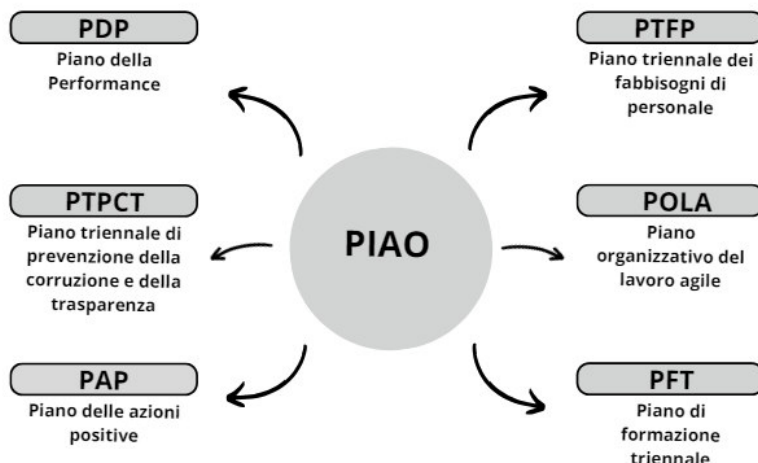 PDP
Piano della
Performance
PTPCT
Piano triennale di
prevenzione della
corruzione e della
trasparenza
PAP
Piano delle azioni
positive
PIAO
PTFP
Piano triennale dei
fabbisogni di
personale
POLA
Piano
organizzativo del
lavoro agile
PFT
Piano di
formazione
triennale